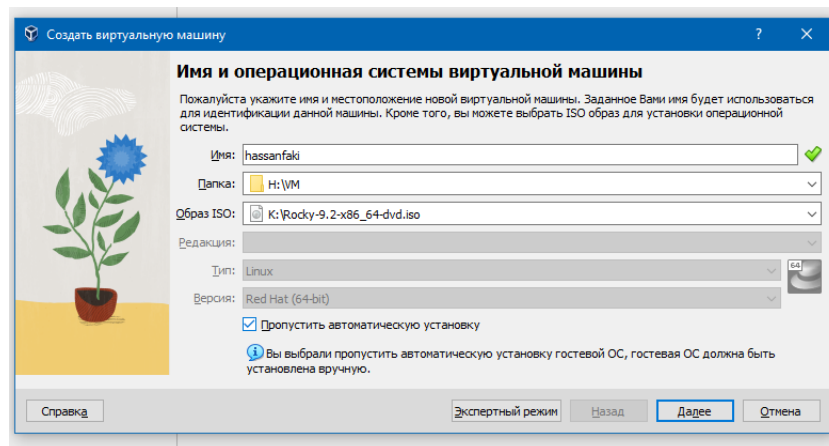 Создать виртуальную машину
Имя и операционная системы виртуальной машины
Пожалуйста укажите имя и местоположение новой виртуальной машины. Заданное Вами имя будет использоваться
для идентификации данной машины. Кроме того, вы можете выбрать ISO образ для установки операционной
системы.
Имя: hassanfaki
Папка: H:\VM
Образ ISO: K:\Rocky-9.2-x86_64-dvd.iso
Редакция:
Тип: Linux
64
Версия: Red Hat (64-bit)
Пропустить автоматическую установку
Вы выбрали пропустить автоматическую установку гостевой ОС, гостевая ОС должна быть
установлена вручную.
Справка Экспертный режим Назад Далее Отмена